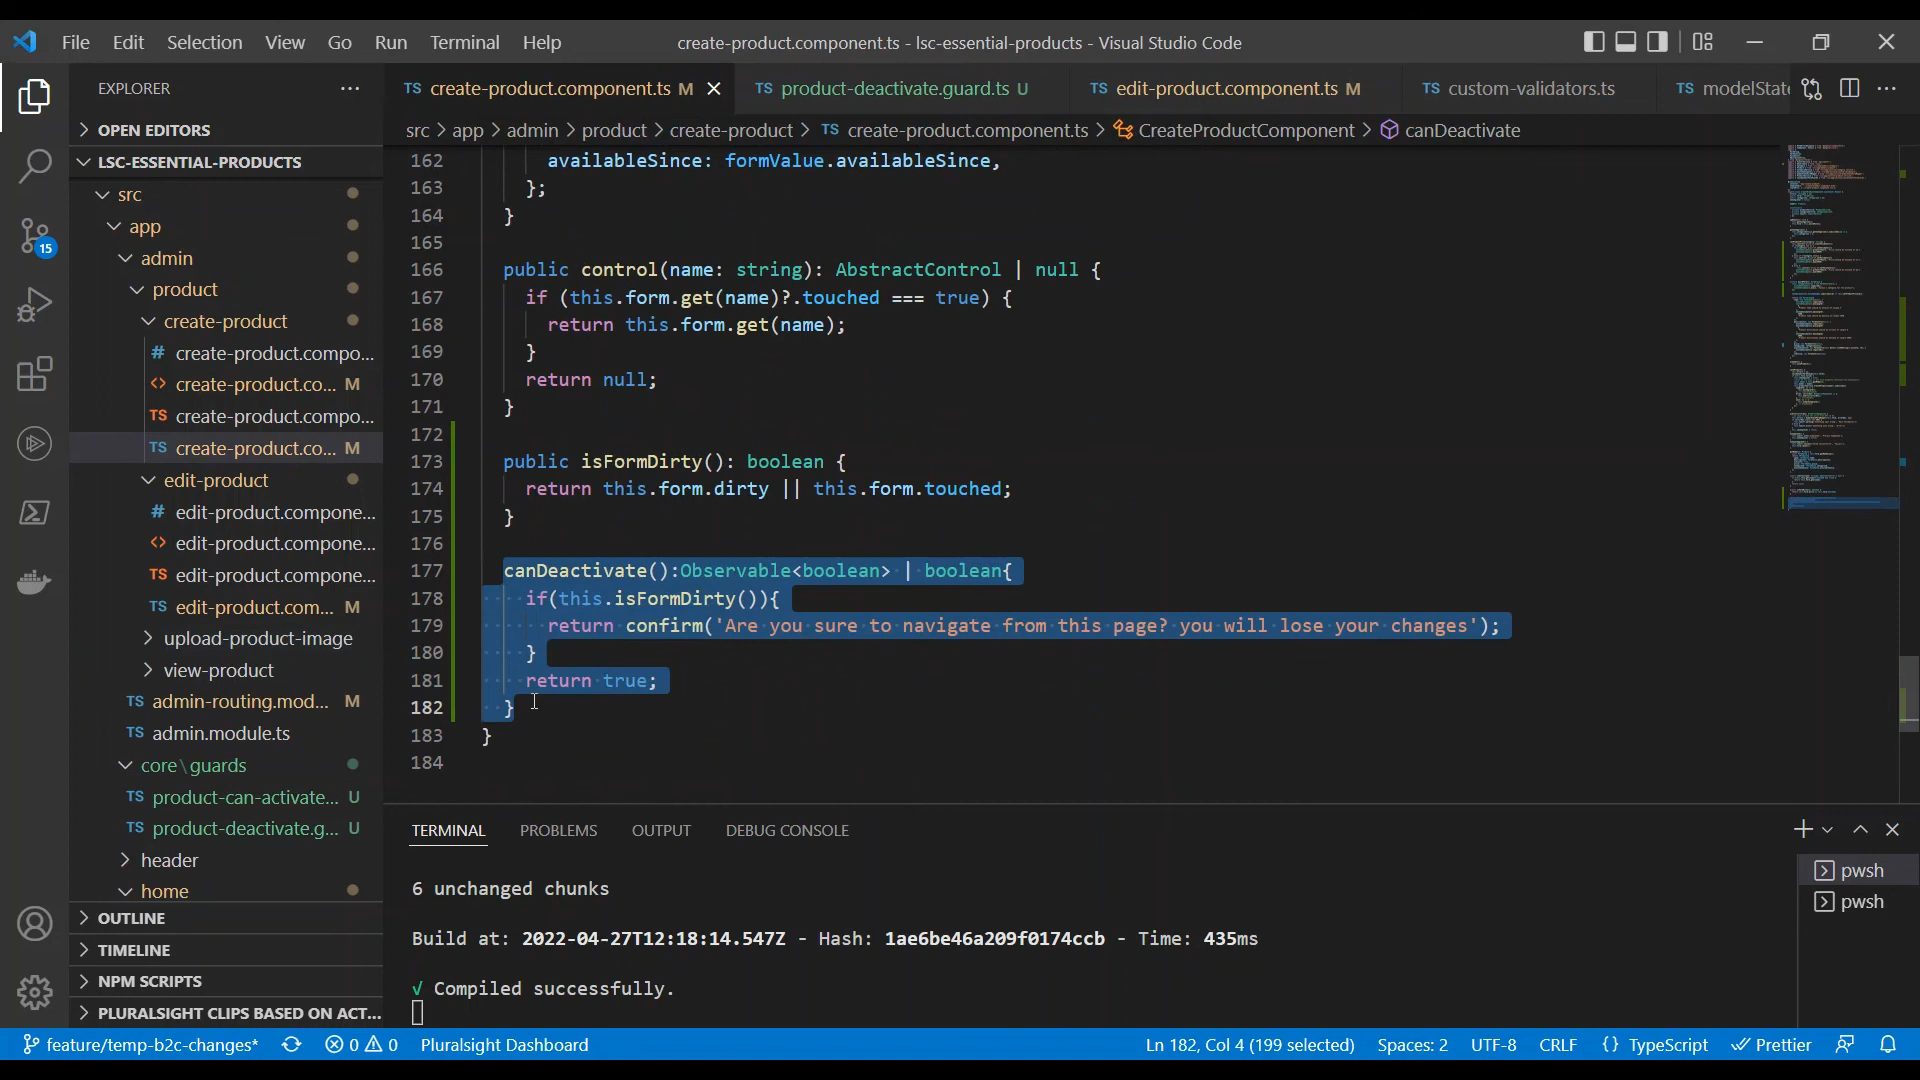 File Edit Selection View Go Run Terminal Help
create-product.component.ts - lsc-essential-products - Visual Studio Code
EXPLORER
OPEN EDITORS
LSC-ESSENTIAL-PRODUCTS
src
app
admin
product
create-product
# create-product.compo...
<> create-product.co... M
TS create-product.compo...
TS create-product.co... M
edit-product
# edit-product.compone...
<> edit-product.compone...
TS edit-product.compone...
TS edit-product.com... M
upload-product-image
view-product
TS admin-routing.mod... M
TS admin.module.ts
core\guards
TS product-can-activate... U
TS product-deactivate.g... U
header
home
OUTLINE
TIMELINE
NPM SCRIPTS
PLURALSIGHT CLIPS BASED ON ACT...
15
TS create-product.component.ts M
TS product-deactivate.guard.ts U
TS edit-product.component.ts M
TS custom-validators.ts
TS modelState
src > app > admin > product > create-product > TS create-product.component.ts > CreateProductComponent > canDeactivate
162 availableSince: formValue.availableSince,
163 };
164 }
165
166 public control(name: string): AbstractControl | null {
167 if (this.form.get(name)?.touched === true) {
168 return this.form.get(name);
169 }
170 return null;
171 }
172
173 public isFormDirty(): boolean {
174 return this.form.dirty || this.form.touched;
175 }
176
177 canDeactivate():Observable<boolean> | boolean{
178 if(this.isFormDirty()){
179 return confirm('Are you sure to navigate from this page? you will lose your changes');
180 }
181 return true;
182 }
183 }
184
TERMINAL PROBLEMS OUTPUT DEBUG CONSOLE
6 unchanged chunks
Build at: 2022-04-27T12:18:14.547Z - Hash: 1ae6be46a209f0174ccb - Time: 435ms
√ Compiled successfully.
pwsh
pwsh
feature/temp-b2c-changes* 0 0 Pluralsight Dashboard
Ln 182, Col 4 (199 selected) Spaces: 2 UTF-8 CRLF {} TypeScript Prettier